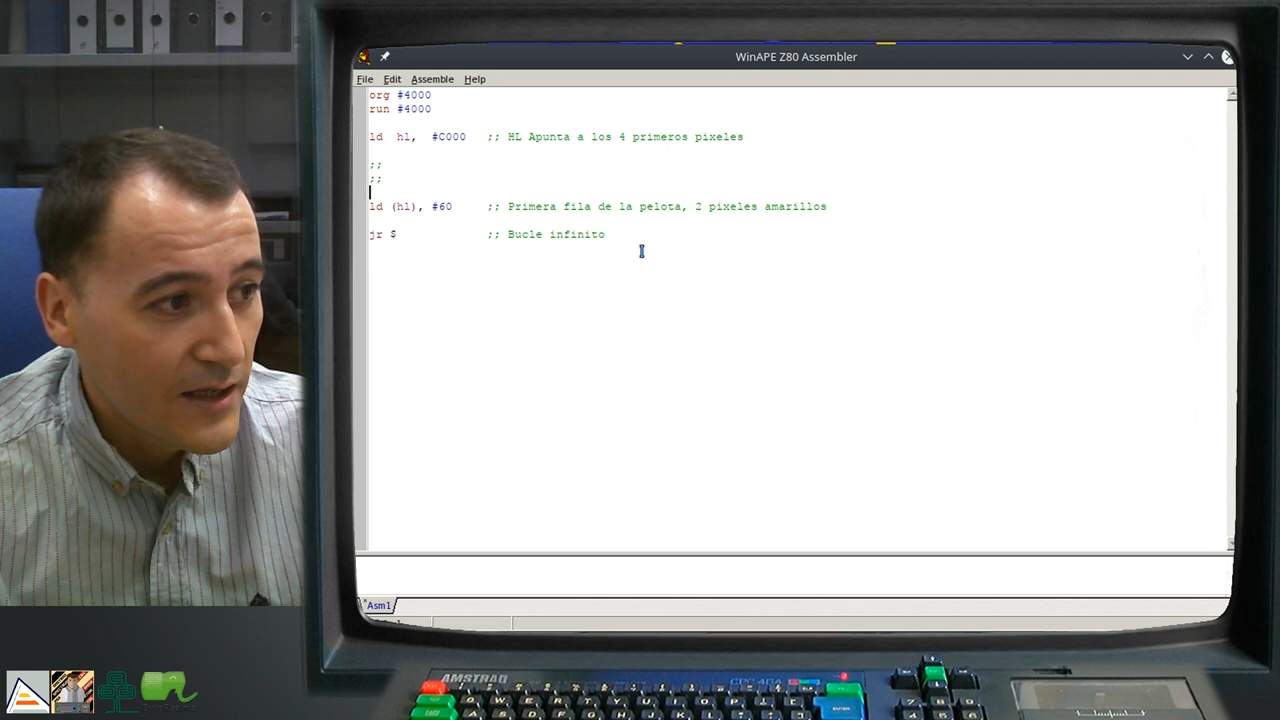 WinAPE Z80 Assembler
File Edit Assemble Help
org #4000
run #4000
ld hl, #C000 ;; HL Apunta a los 4 primeros pixeles
;;
;;
ld (hl), #60 ;; Primera fila de la pelota, 2 pixeles amarillos
jr $ ;; Bucle infinito
Asm1
AMSTRAD